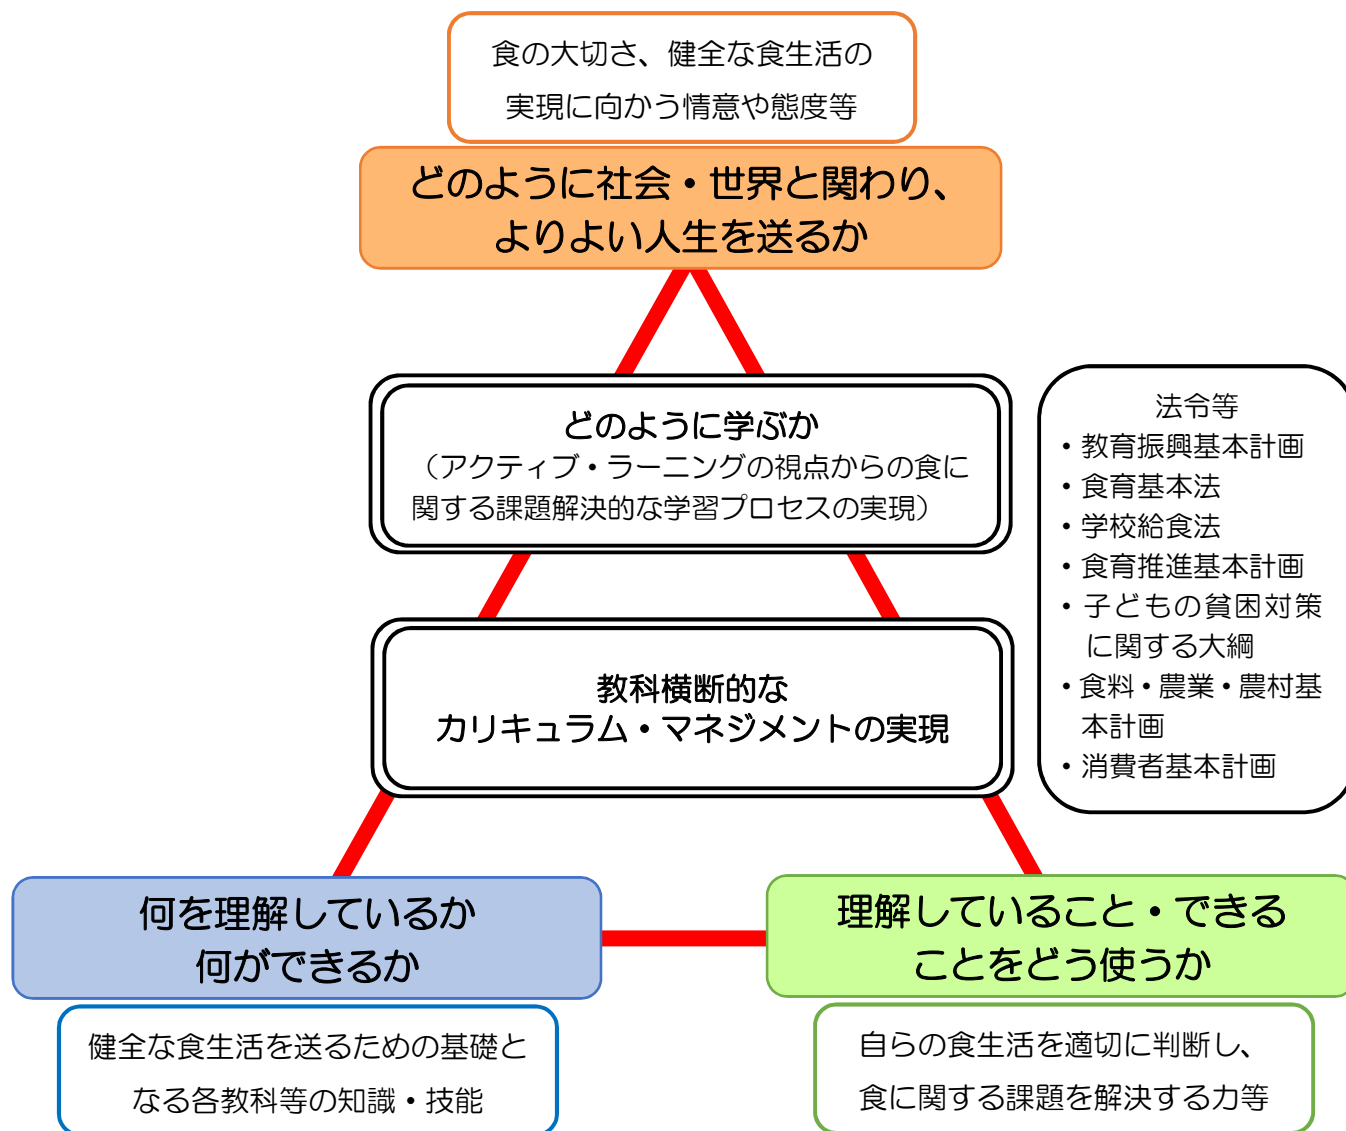 食の大切さ、健全な食生活の
実現に向かう情意や態度等
どのように社会・世界と関わり、
よりよい人生を送るか
どのように学ぶか
（アクティブ・ラーニングの視点からの食に
関する課題解決的な学習プロセスの実現）
教科横断的な
カリキュラム・マネジメントの実現
法令等
・教育振興基本計画
・食育基本法
・学校給食法
・食育推進基本計画
・子どもの貧困対策
に関する大綱
・食料・農業・農村基
本計画
・消費者基本計画
何を理解しているか
何ができるか
健全な食生活を送るための基礎と
なる各教科等の知識・技能
理解していること・できる
ことをどう使うか
自らの食生活を適切に判断し、
食に関する課題を解決する力等